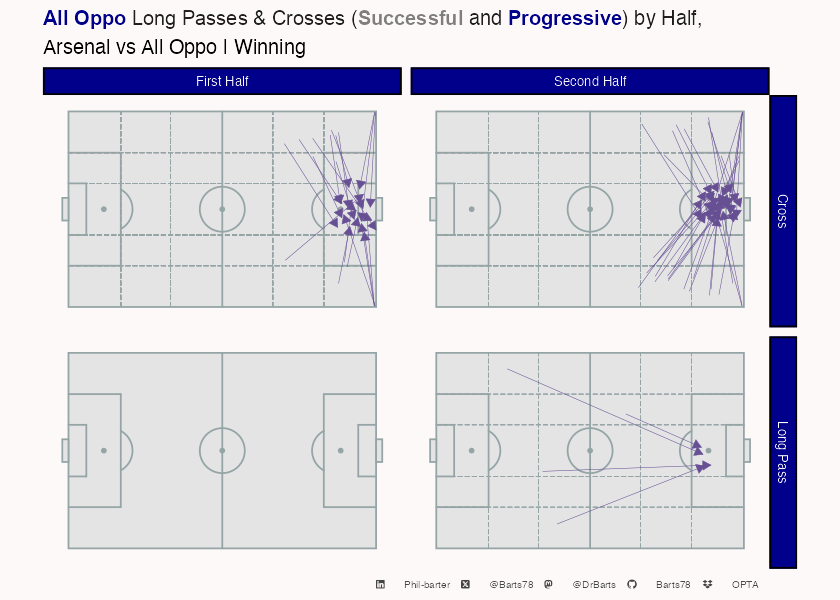 All Oppo Long Passes & Crosses (Successful and Progressive) by Half,
Arsenal vs All Oppo I Winning
First Half
Second Half
Cross
Long Pass
Phil-barter @Barts78 @DrBarts Barts78 OPTA